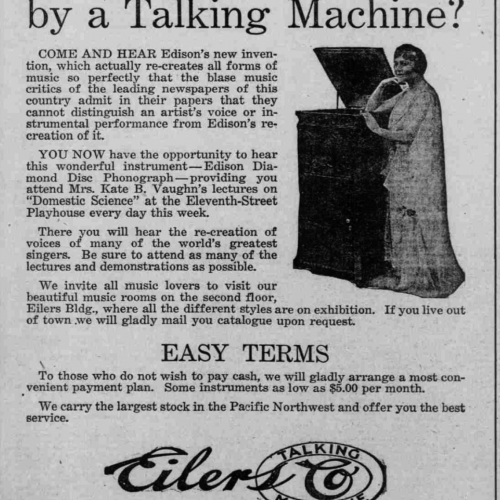 by a Talking Machine?
COME AND HEAR Edison's new inven-
tion, which actually re-creates all forms of
music so perfectly that the blase music
critics of the leading newspapers of this
country admit in their papers that they
cannot distinguish an artist's voice or in-
strumental performance from Edison's re-
creation of it.
YOU NOW have the opportunity to hear
this wonderful instrument—Edison Dia-
mond Disc Phonograph—providing you
attend Mrs. Kate B. Vaughn's lectures on
"Domestic Science" at the Eleventh-Street
Playhouse every day this week.
There you will hear the re-creation of
voices of many of the world's greatest
singers. Be sure to attend as many of the
lectures and demonstrations as possible.
We invite all music lovers to visit our
beautiful music rooms on the second floor,
Eilers Bldg., where all the different styles are on exhibition. If you live out
of town we will gladly mail you catalogue upon request.
EASY TERMS
To those who do not wish to pay cash, we will gladly arrange a most con-
venient payment plan. Some instruments as low as $5.00 per month.
We carry the largest stock in the Pacific Northwest and offer you the best
service.
Eilers TALKING Co